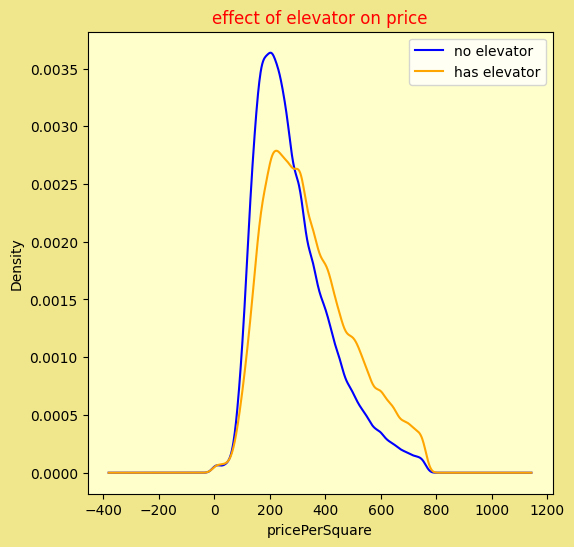 effect of elevator on price
no elevator
has elevator
Density
0.0035
0.0030
0.0025
0.0020
0.0015
0.0010
0.0005
0.0000
−400 −200 0 200 400 600 800 1000 1200
pricePerSquare